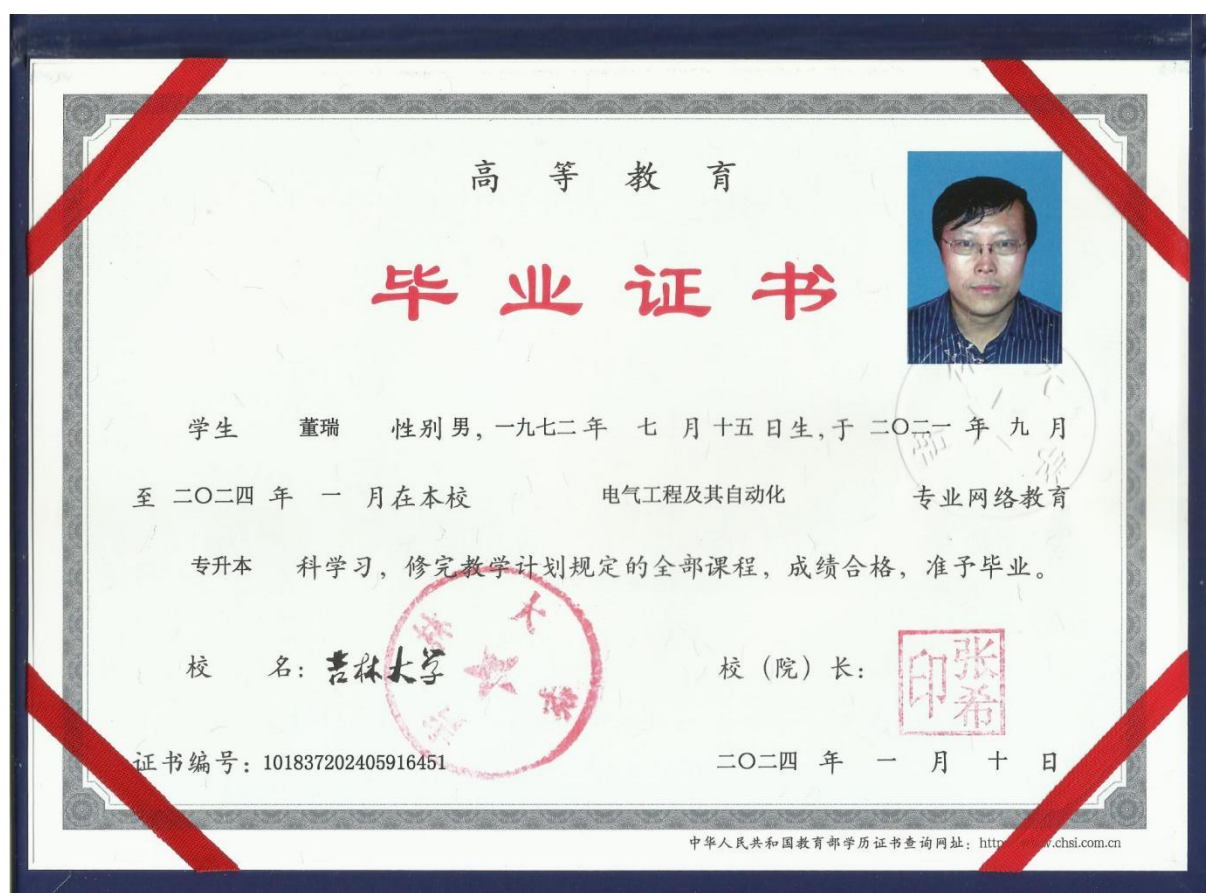 高等教育
毕业证书
学生 董瑞 性别 男, 一九七二 年 七 月 十五 日生, 于 二〇二一 年 九 月
至 二〇二四 年 一 月在本校 电气工程及其自动化 专业网络教育
专升本 科学习, 修完教学计划规定的全部课程, 成绩合格, 准予毕业。
校 名: 吉林大学
校（院）长:
张希印
证书编号: 101837202405916451
二〇二四 年 一 月 十 日
中华人民共和国教育部学历证书查询网址: http .chsi.com.cn